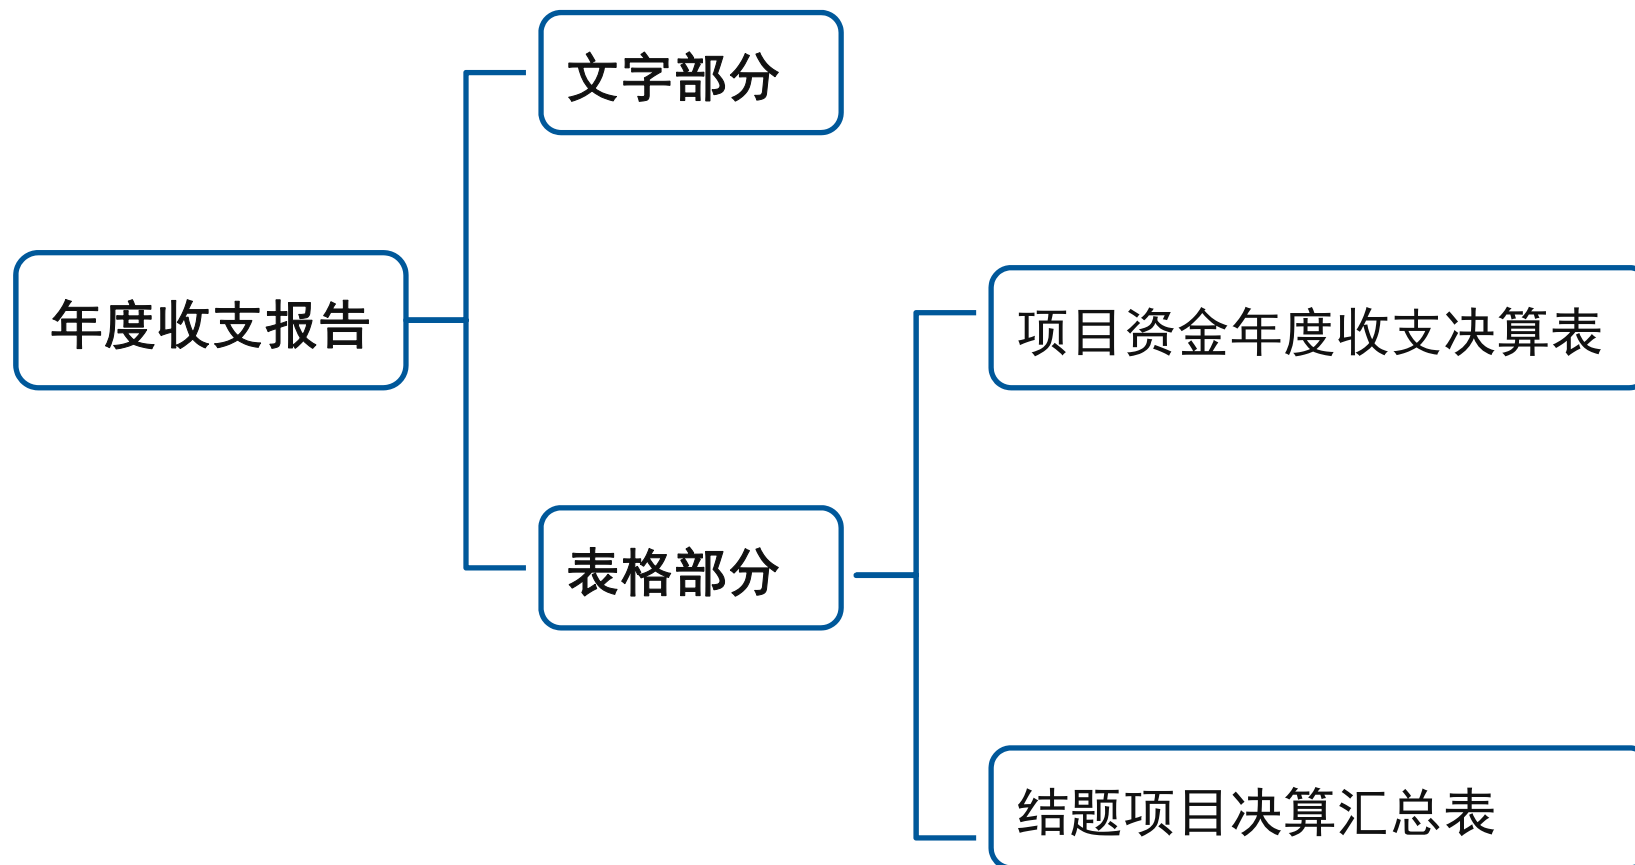 文字部分
年度收支报告
项目资金年度收支决算表
表格部分
结题项目决算汇总表